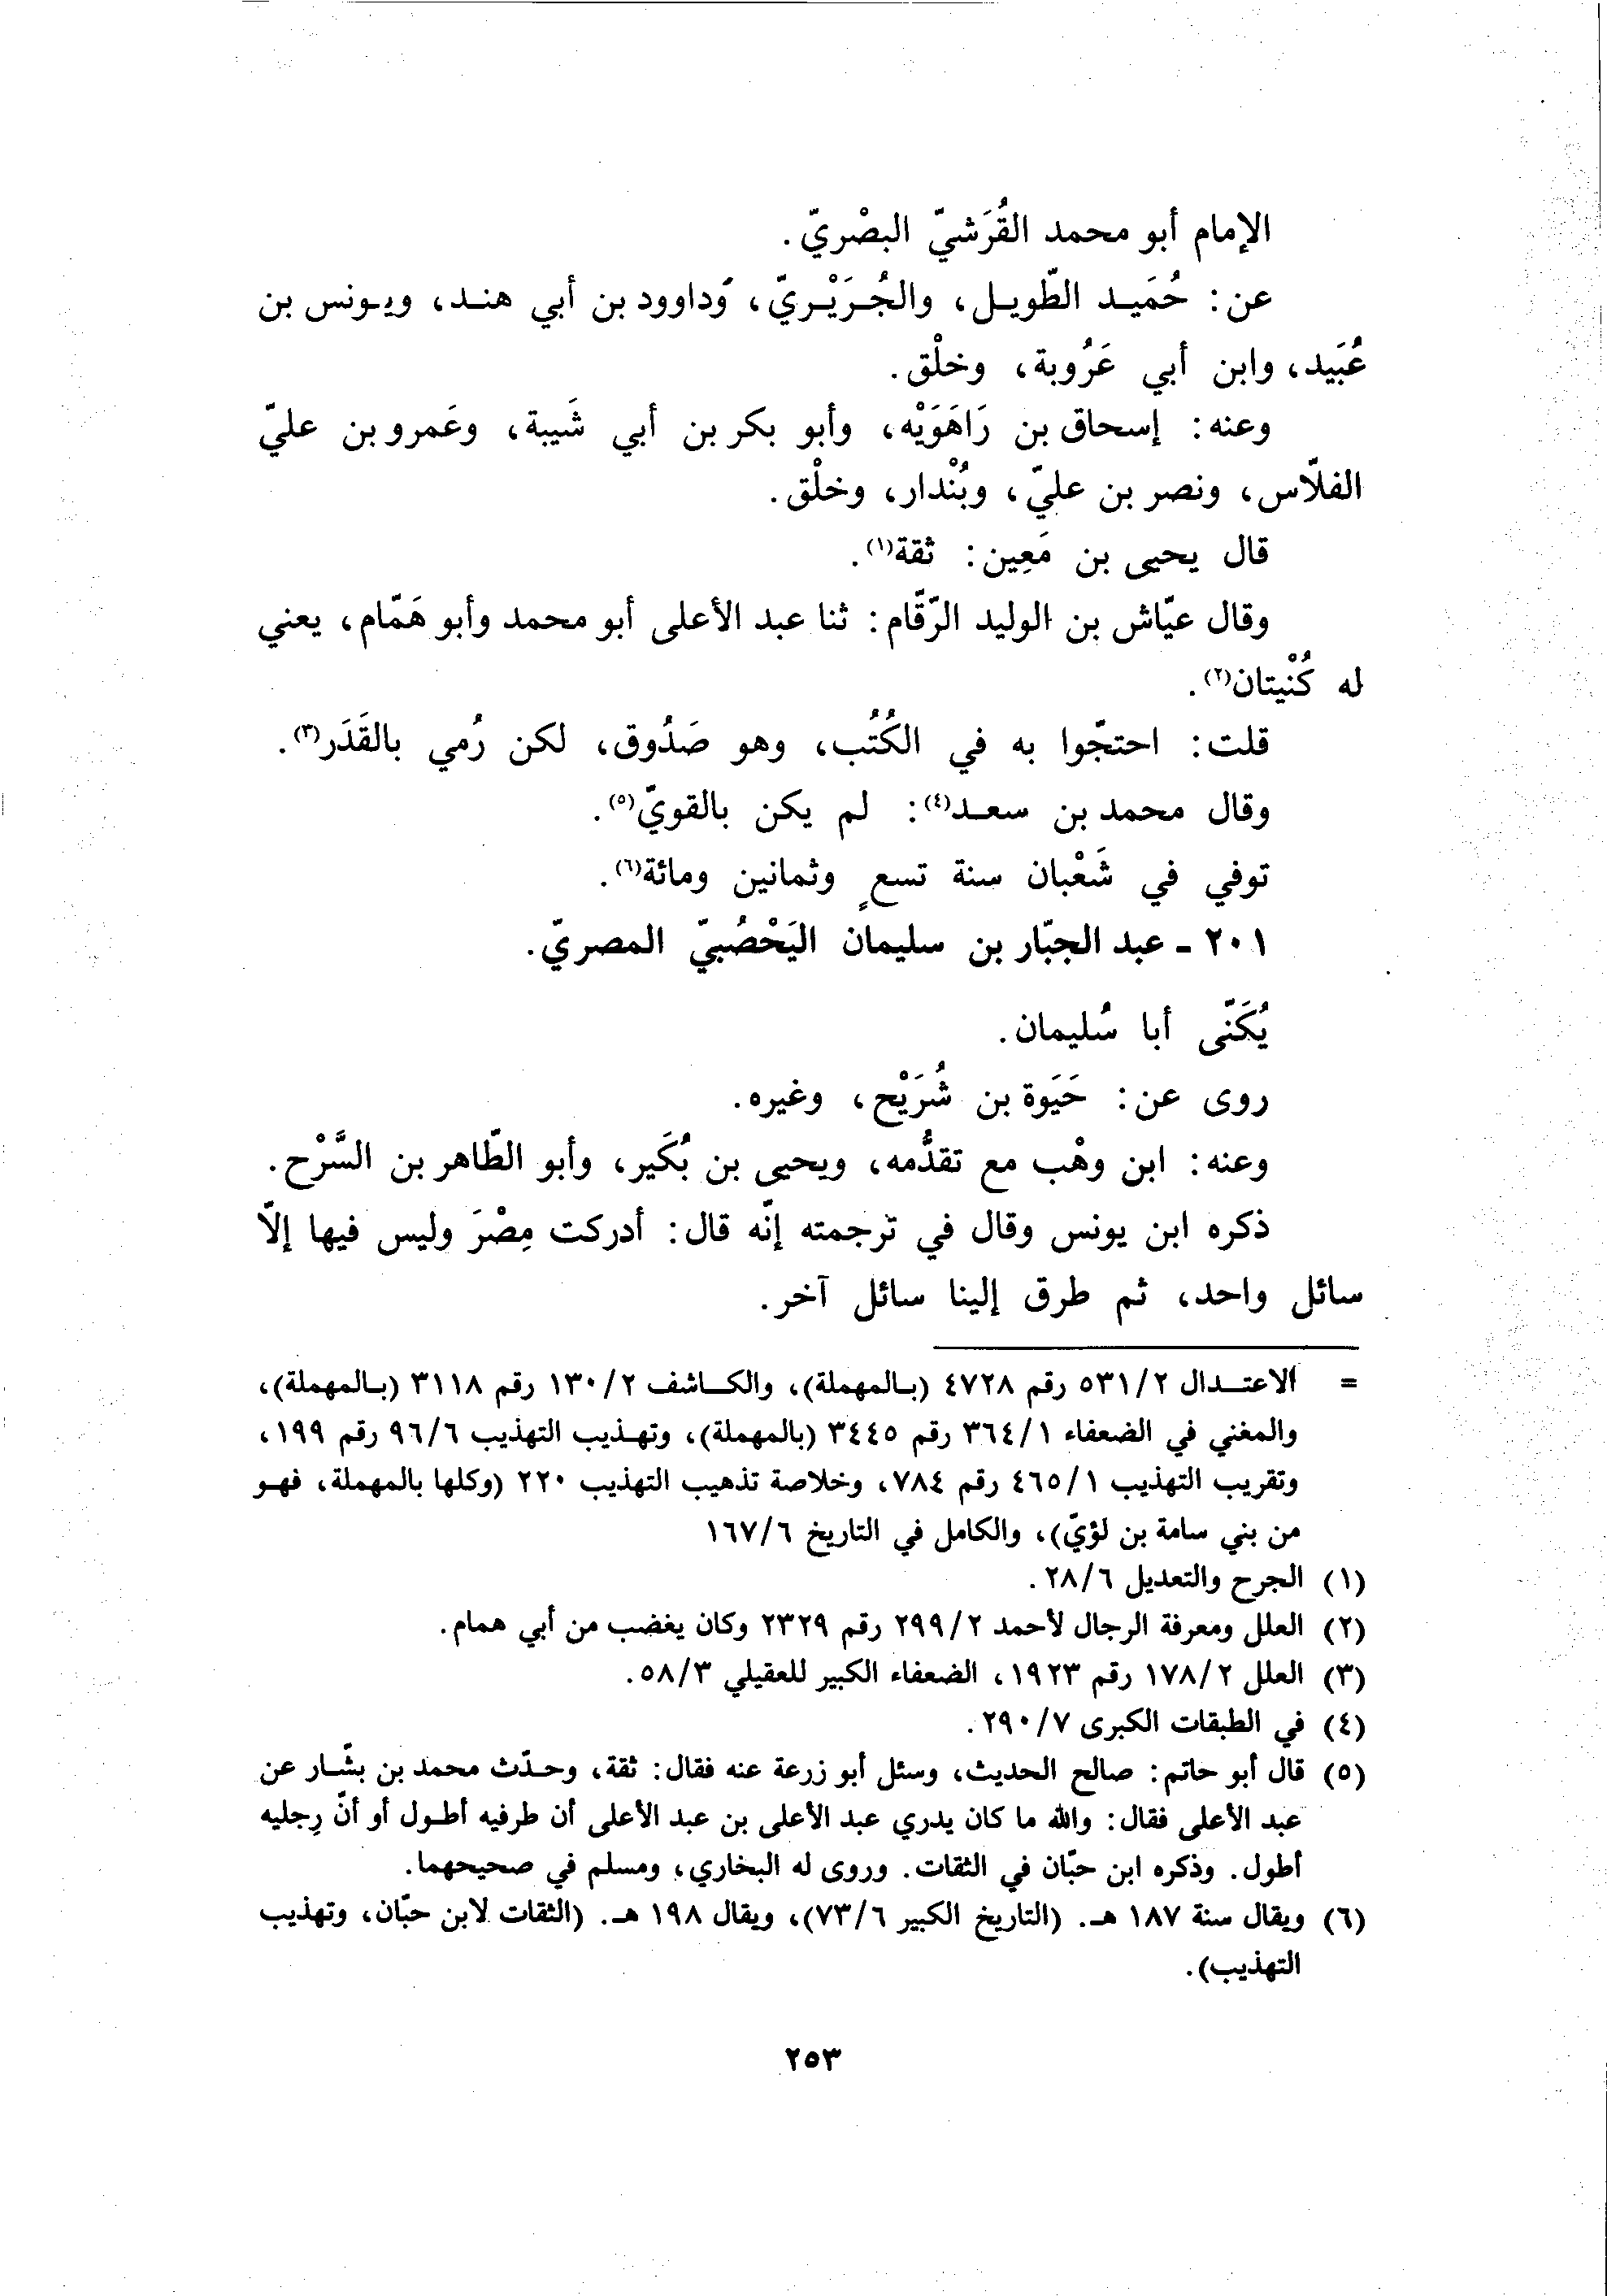 الإمام أبو محمد القُرَشيّ البصْريّ.
عن: حُمَيد الطّويل، والجُرَيْريّ، وداوود بن أبي هند، ويونس بن
عُبَيد، وابن أبي عَرُوبة، وخلْق.
وعنه: إسحاق بن رَاهَوَيْه، وأبو بكر بن أبي شَيبة، وعَمرو بن عليّ
الفلّاس، ونصر بن عليّ، وبُنْدار، وخلْق.
قال يحيى بن مَعِين: ثقة(١).
وقال عيّاش بن الوليد الرّقّام: ثنا عبد الأعلى أبو محمد وأبو هَمّام، يعني
له كُنْيتان(٢).
قلت: احتجّوا به في الكُتُب، وهو صَدُوق، لكن رُمي بالقَدَر(٣).
وقال محمد بن سعد(٤): لم يكن بالقويّ(٥).
توفي في شَعْبان سنة تسعٍ وثمانين ومائة(٦).
٢٠١ - عبد الجبّار بن سليمان اليَحْصُبيّ المصريّ.
يُكَنّى أبا سُليمان.
روى عن: حَيَوة بن شُرَيْح، وغيره.
وعنه: ابن وهْب مع تقدُّمه، ويحيى بن بُكَير، وأبو الطّاهر بن السَّرْح.
ذكره ابن يونس وقال في ترجمته إنّه قال: أدركت مِصْرَ وليس فيها إلّا
سائل واحد، ثم طرق إلينا سائل آخر.
= الاعتدال ٥٣١/٢ رقم ٤٧٢٨ (بالمهملة)، والكاشف ١٣٠/٢ رقم ٣١١٨ (بالمهملة)،
والمغني في الضعفاء ٣٦٤/١ رقم ٣٤٤٥ (بالمهملة)، وتهذيب التهذيب ٩٦/٦ رقم ١٩٩،
وتقريب التهذيب ٤٦٥/١ رقم ٧٨٤، وخلاصة تذهيب التهذيب ٢٢٠ (وكلها بالمهملة، فهو
من بني سامة بن لؤيّ)، والكامل في التاريخ ١٦٧/٦
(١) الجرح والتعديل ٢٨/٦.
(٢) العلل ومعرفة الرجال لأحمد ٢٩٩/٢ رقم ٢٣٢٩ وكان يغضب من أبي همام.
(٣) العلل ١٧٨/٢ رقم ١٩٢٣، الضعفاء الكبير للعقيلي ٥٨/٣.
(٤) في الطبقات الكبرى ٢٩٠/٧.
(٥) قال أبو حاتم: صالح الحديث، وسئل أبو زرعة عنه فقال: ثقة، وحدّث محمد بن بشّار عن
عبد الأعلى فقال: والله ما كان يدري عبد الأعلى بن عبد الأعلى أن طرفيه أطول أو أنّ رِجليه
أطول. وذكره ابن حبّان في الثقات. وروى له البخاري، ومسلم في صحيحهما.
(٦) ويقال سنة ١٨٧ هـ. (التاريخ الكبير ٧٣/٦)، ويقال ١٩٨ هـ. (الثقات لابن حبّان، وتهذيب
التهذيب).
٢٥٣